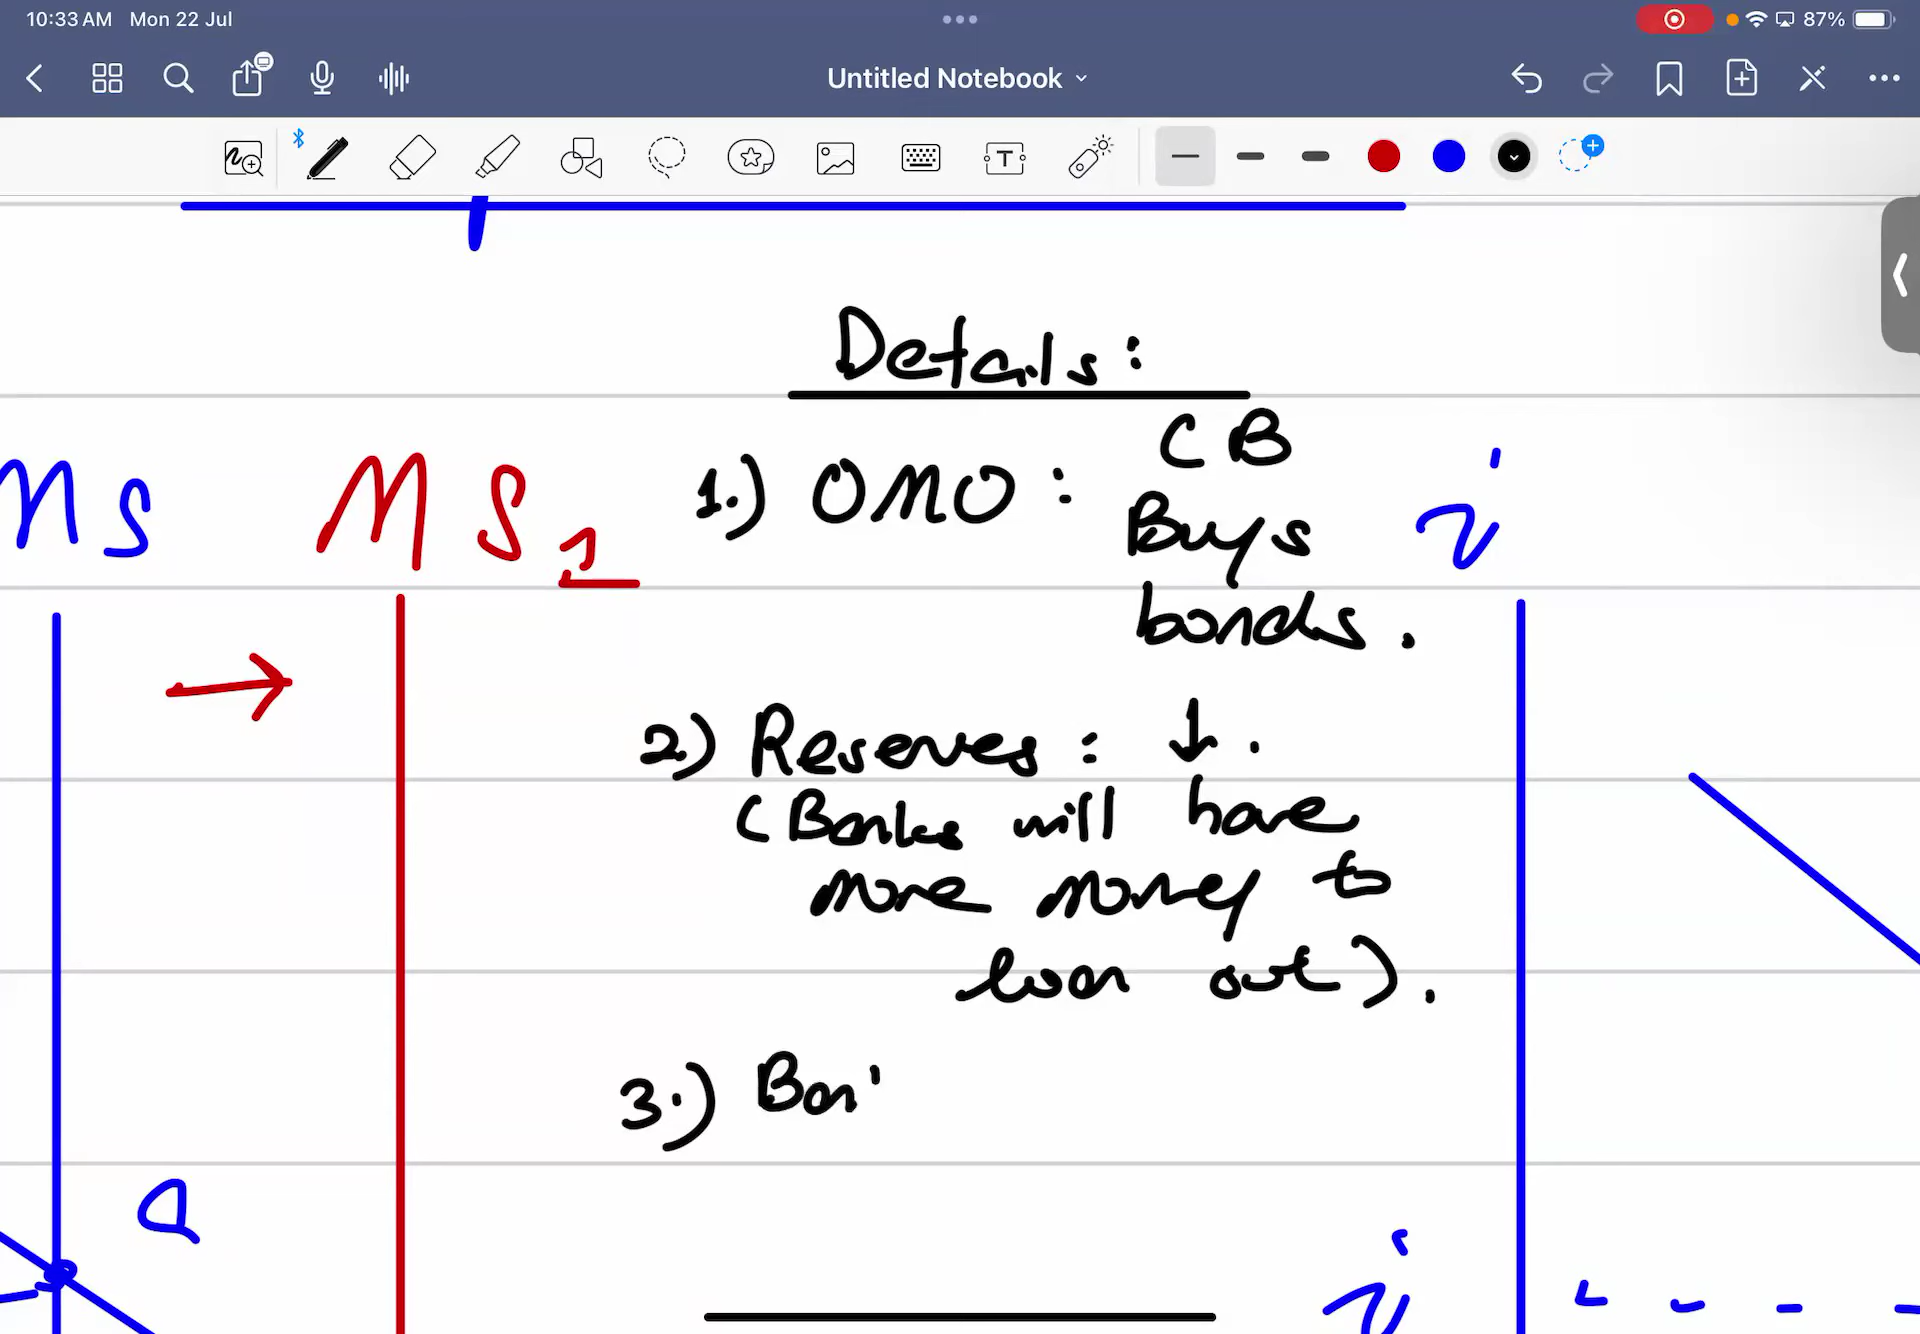 10:33 AM Mon 22 Jul
87%
Untitled Notebook
T
Details:
MS
MS1
1.) OMO: CB
Buys
bonds.
i
2) Reserves: ↓.
(Banks will have
more money to
loan out).
3.) Ban
a
i